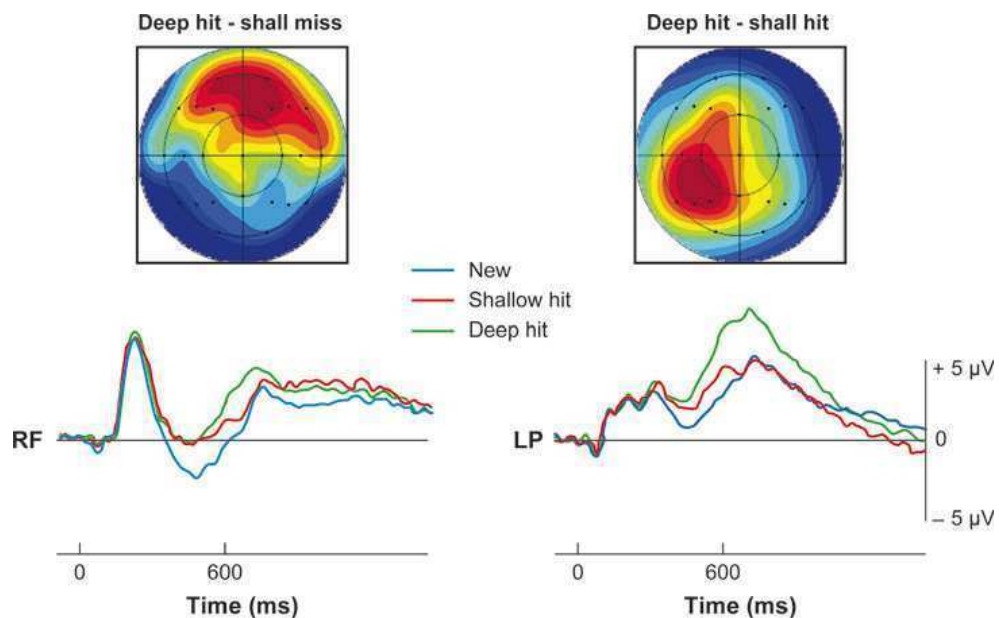 Deep hit - shall miss
Deep hit - shall hit
New
Shallow hit
Deep hit
RF
LP
+ 5 µV
0
– 5 µV
0
600
0
600
Time (ms)
Time (ms)